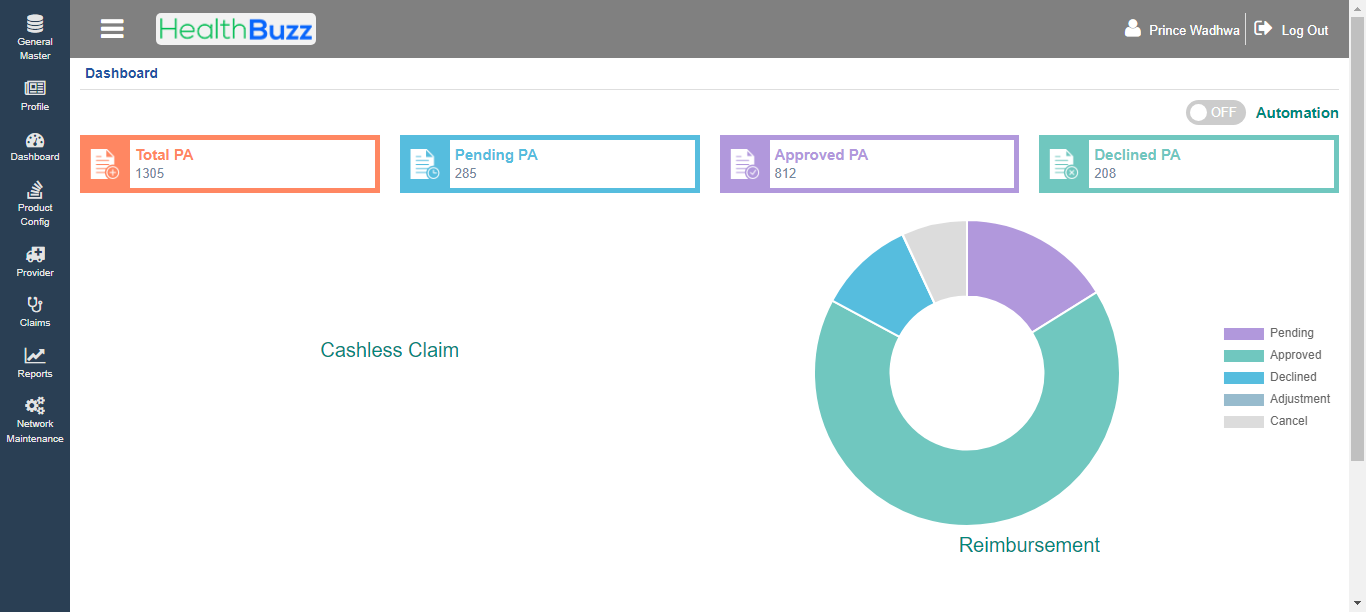 General
Master
Profile
Dashboard
Product
Config
Provider
Claims
Reports
Network
Maintenance
HealthBuzz
Prince Wadhwa
Log Out
Dashboard
OFF
Automation
Total PA
1305
Pending PA
285
Approved PA
812
Declined PA
208
Cashless Claim
Pending
Approved
Declined
Adjustment
Cancel
Reimbursement